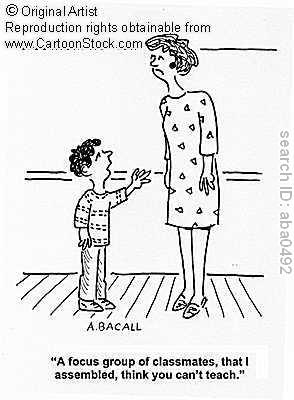 © Original Artist
Reproduction rights obtainable from
www.CartoonStock.com
search ID: aba0492
A.BACALL
"A focus group of classmates, that I
assembled, think you can't teach."